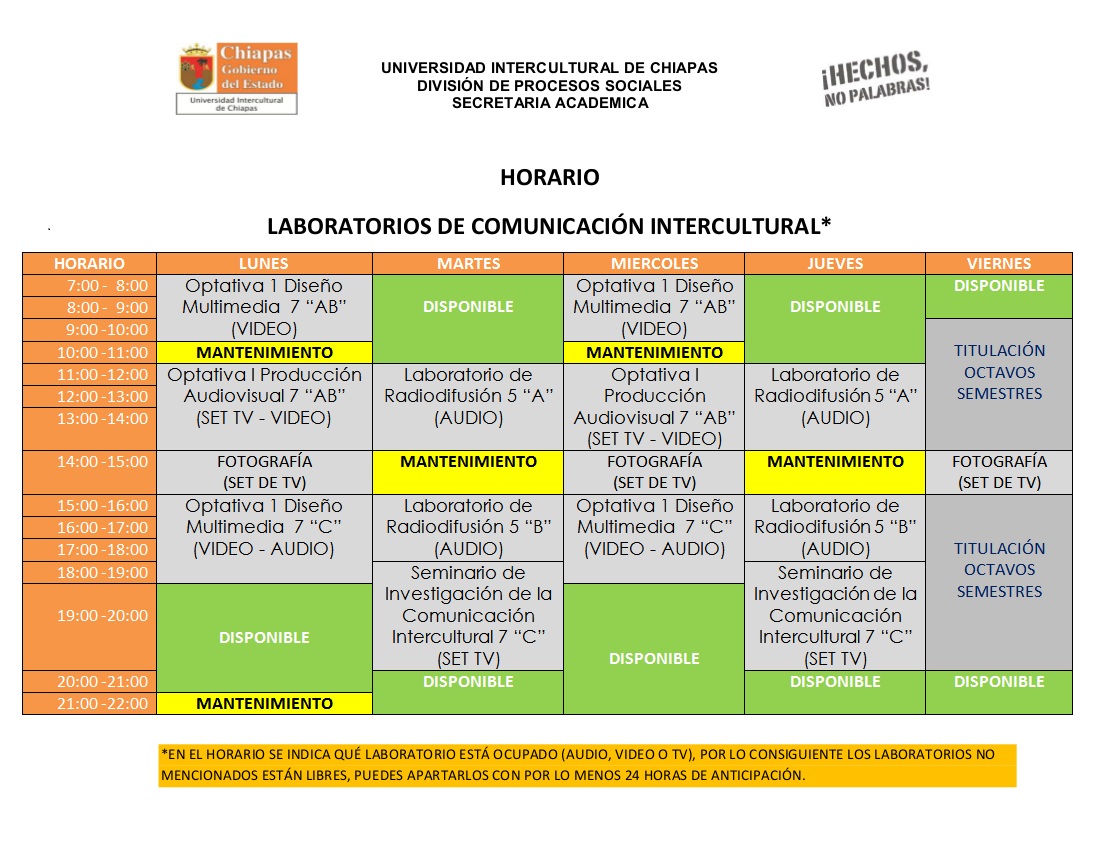 Chiapas
Gobierno
del Estado
Universidad Intercultural
de Chiapas
UNIVERSIDAD INTERCULTURAL DE CHIAPAS
DIVISIÓN DE PROCESOS SOCIALES
SECRETARIA ACADEMICA
¡HECHOS,
NO PALABRAS!
HORARIO
LABORATORIOS DE COMUNICACIÓN INTERCULTURAL*
HORARIO LUNES MARTES MIERCOLES JUEVES VIERNES
7:00 - 8:00
8:00 - 9:00
9:00 -10:00
10:00 -11:00
11:00 -12:00
12:00 -13:00
13:00 -14:00
14:00 -15:00
15:00 -16:00
16:00 -17:00
17:00 -18:00
18:00 -19:00
19:00 -20:00
20:00 -21:00
21:00 -22:00
Optativa 1 Diseño
Multimedia 7 “AB”
(VIDEO)
MANTENIMIENTO
Optativa I Producción
Audiovisual 7 “AB”
(SET TV - VIDEO)
FOTOGRAFÍA
(SET DE TV)
Optativa 1 Diseño
Multimedia 7 “C”
(VIDEO - AUDIO)
DISPONIBLE
MANTENIMIENTO
DISPONIBLE
Laboratorio de
Radiodifusión 5 “A”
(AUDIO)
MANTENIMIENTO
Laboratorio de
Radiodifusión 5 “B”
(AUDIO)
Seminario de
Investigación de la
Comunicación
Intercultural 7 “C”
(SET TV)
DISPONIBLE
Optativa 1 Diseño
Multimedia 7 “AB”
(VIDEO)
MANTENIMIENTO
Optativa I
Producción
Audiovisual 7 “AB”
(SET TV - VIDEO)
FOTOGRAFÍA
(SET DE TV)
Optativa 1 Diseño
Multimedia 7 “C”
(VIDEO - AUDIO)
DISPONIBLE
DISPONIBLE
Laboratorio de
Radiodifusión 5 “A”
(AUDIO)
MANTENIMIENTO
Laboratorio de
Radiodifusión 5 “B”
(AUDIO)
Seminario de
Investigación de la
Comunicación
Intercultural 7 “C”
(SET TV)
DISPONIBLE
DISPONIBLE
TITULACIÓN
OCTAVOS
SEMESTRES
FOTOGRAFÍA
(SET DE TV)
TITULACIÓN
OCTAVOS
SEMESTRES
DISPONIBLE
*EN EL HORARIO SE INDICA QUÉ LABORATORIO ESTÁ OCUPADO (AUDIO, VIDEO O TV), POR LO CONSIGUIENTE LOS LABORATORIOS NO
MENCIONADOS ESTÁN LIBRES, PUEDES APARTARLOS CON POR LO MENOS 24 HORAS DE ANTICIPACIÓN.